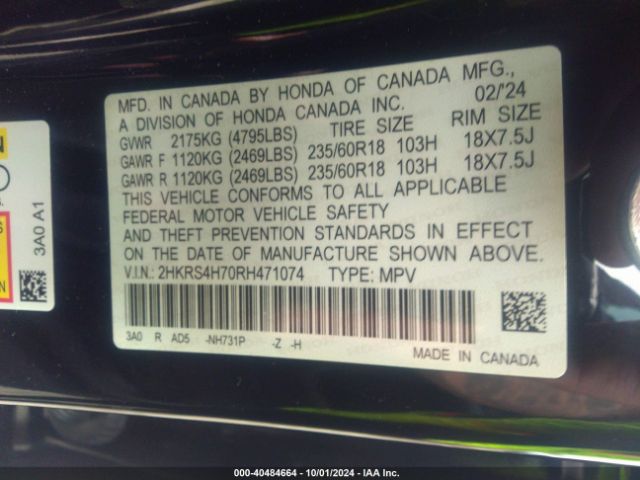 MFD. IN CANADA BY HONDA OF CANADA MFG.,
A DIVISION OF HONDA CANADA INC. 02/'24
GVWR 2175KG (4795LBS) TIRE SIZE RIM SIZE
GAWR F 1120KG (2469LBS) 235/60R18 103H 18X7.5J
GAWR R 1120KG (2469LBS) 235/60R18 103H 18X7.5J
THIS VEHICLE CONFORMS TO ALL APPLICABLE
FEDERAL MOTOR VEHICLE SAFETY
AND THEFT PREVENTION STANDARDS IN EFFECT
ON THE DATE OF MANUFACTURE SHOWN ABOVE.
V.I.N.: 2HKRS4H70RH471074 TYPE: MPV
3A0 R AD5 -NH731P -Z -H
MADE IN CANADA
3A0 A1
000-40484664 - 10/01/2024 - IAA Inc.